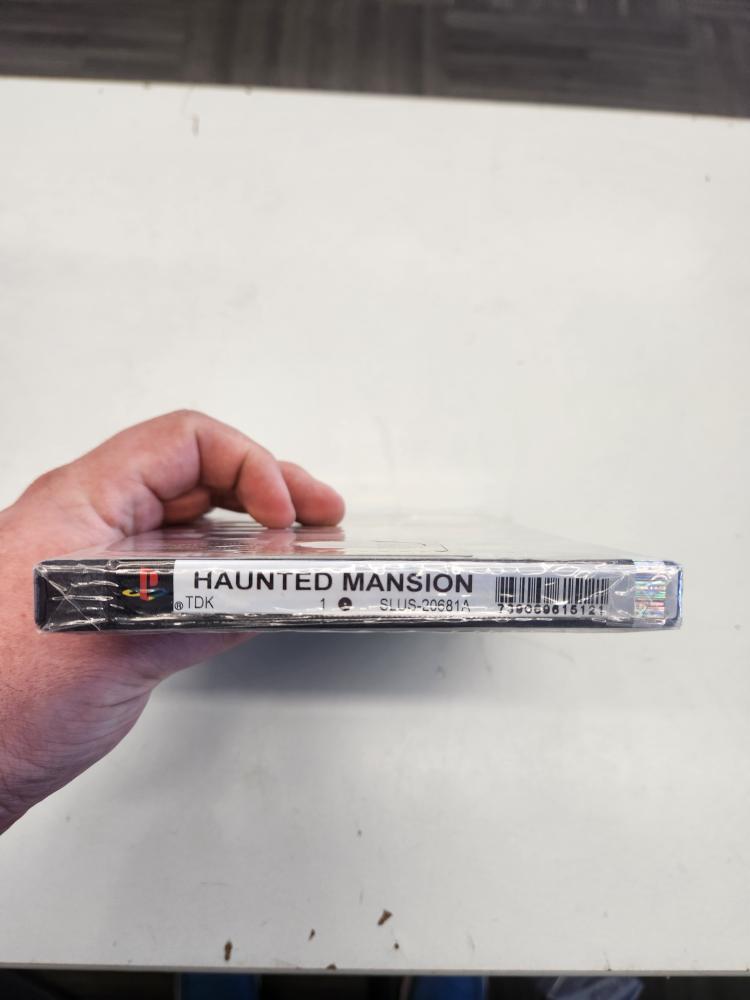 HAUNTED MANSION
® TDK 1 SLUS-20681A